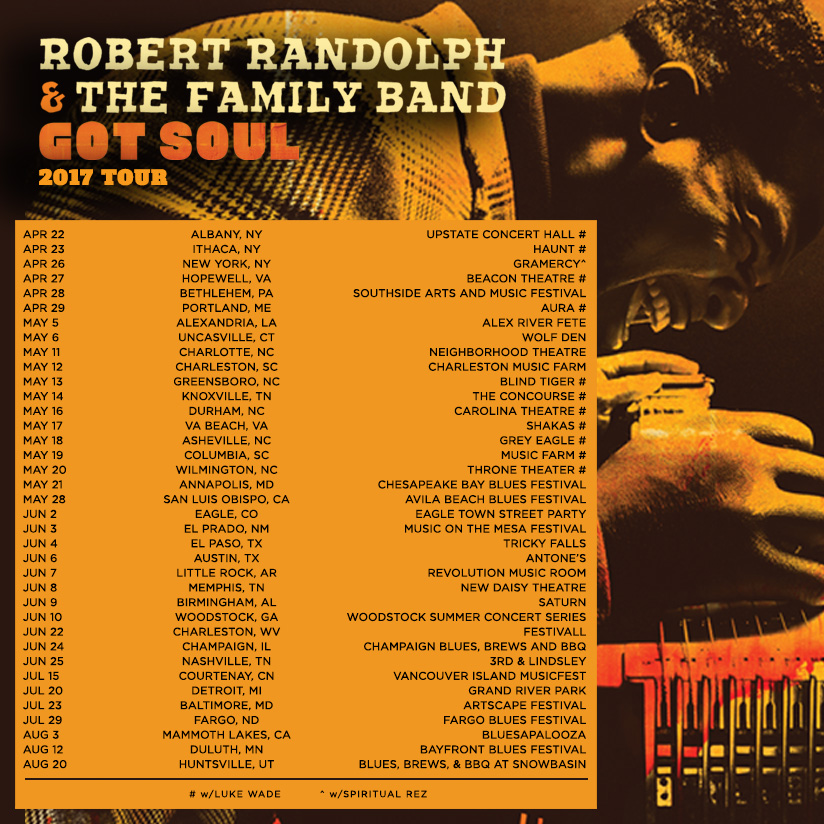 ROBERT RANDOLPH
& THE FAMILY BAND
GOT SOUL
2017 TOUR
APR 22 ALBANY, NY UPSTATE CONCERT HALL #
APR 23 ITHACA, NY HAUNT #
APR 26 NEW YORK, NY GRAMERCY^
APR 27 HOPEWELL, VA BEACON THEATRE #
APR 28 BETHLEHEM, PA SOUTHSIDE ARTS AND MUSIC FESTIVAL
APR 29 PORTLAND, ME AURA #
MAY 5 ALEXANDRIA, LA ALEX RIVER FETE
MAY 6 UNCASVILLE, CT WOLF DEN
MAY 11 CHARLOTTE, NC NEIGHBORHOOD THEATRE
MAY 12 CHARLESTON, SC CHARLESTON MUSIC FARM
MAY 13 GREENSBORO, NC BLIND TIGER #
MAY 14 KNOXVILLE, TN THE CONCOURSE #
MAY 16 DURHAM, NC CAROLINA THEATRE #
MAY 17 VA BEACH, VA SHAKAS #
MAY 18 ASHEVILLE, NC GREY EAGLE #
MAY 19 COLUMBIA, SC MUSIC FARM #
MAY 20 WILMINGTON, NC THRONE THEATER #
MAY 21 ANNAPOLIS, MD CHESAPEAKE BAY BLUES FESTIVAL
MAY 28 SAN LUIS OBISPO, CA AVILA BEACH BLUES FESTIVAL
JUN 2 EAGLE, CO EAGLE TOWN STREET PARTY
JUN 3 EL PRADO, NM MUSIC ON THE MESA FESTIVAL
JUN 4 EL PASO, TX TRICKY FALLS
JUN 6 AUSTIN, TX ANTONE'S
JUN 7 LITTLE ROCK, AR REVOLUTION MUSIC ROOM
JUN 8 MEMPHIS, TN NEW DAISY THEATRE
JUN 9 BIRMINGHAM, AL SATURN
JUN 10 WOODSTOCK, GA WOODSTOCK SUMMER CONCERT SERIES
JUN 22 CHARLESTON, WV FESTIVALL
JUN 24 CHAMPAIGN, IL CHAMPAIGN BLUES, BREWS AND BBQ
JUN 25 NASHVILLE, TN 3RD & LINDSLEY
JUL 15 COURTENAY, CN VANCOUVER ISLAND MUSICFEST
JUL 20 DETROIT, MI GRAND RIVER PARK
JUL 23 BALTIMORE, MD ARTSCAPE FESTIVAL
JUL 29 FARGO, ND FARGO BLUES FESTIVAL
AUG 3 MAMMOTH LAKES, CA BLUESAPALOOZA
AUG 12 DULUTH, MN BAYFRONT BLUES FESTIVAL
AUG 20 HUNTSVILLE, UT BLUES, BREWS, & BBQ AT SNOWBASIN
# w/LUKE WADE ^ w/SPIRITUAL REZ